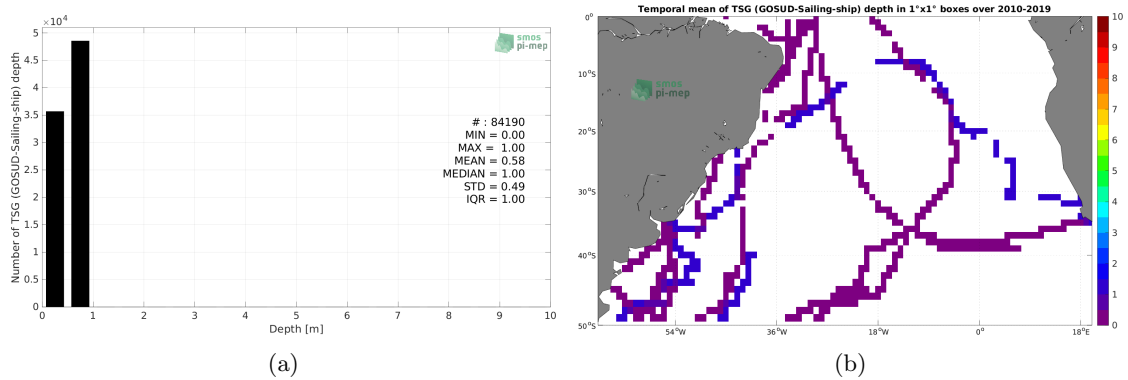 ×10⁴
5
4.5
4
3.5
3
2.5
2
1.5
1
0.5
0
Number of TSG (GOSUD-Sailing-ship) depth
smos
pi-mep
# : 84190
MIN = 0.00
MAX = 1.00
MEAN = 0.58
MEDIAN = 1.00
STD = 0.49
IQR = 1.00
0 1 2 3 4 5 6 7 8 9 10
Depth [m]
(a)
Temporal mean of TSG (GOSUD-Sailing-ship) depth in 1°x1° boxes over 2010-2019
0°
10°S
20°S
30°S
40°S
50°S
smos
pi-mep
54°W 36°W 18°W 0° 18°E
10
9
8
7
6
5
4
3
2
1
0
(b)